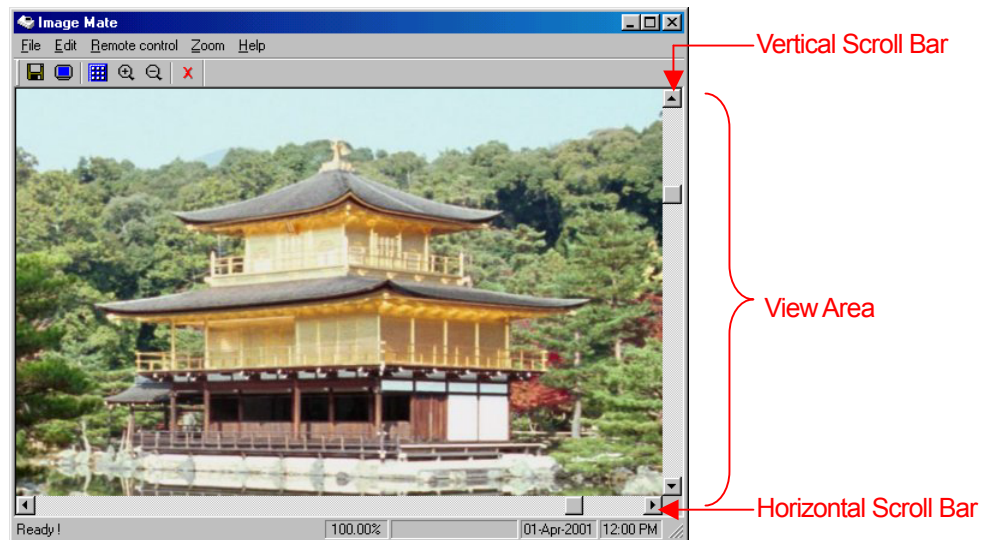 Image Mate
File Edit Remote control Zoom Help
Vertical Scroll Bar
View Area
Horizontal Scroll Bar
Ready ! 100.00% 01-Apr-2001 12:00 PM